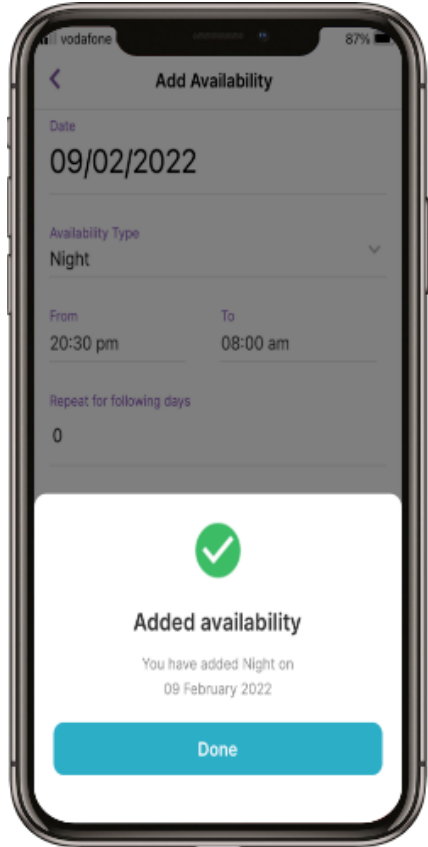 vodafone 87%
Add Availability
Date
09/02/2022
Availability Type
Night
From To
20:30 pm 08:00 am
Repeat for following days
0
Added availability
You have added Night on
09 February 2022
Done